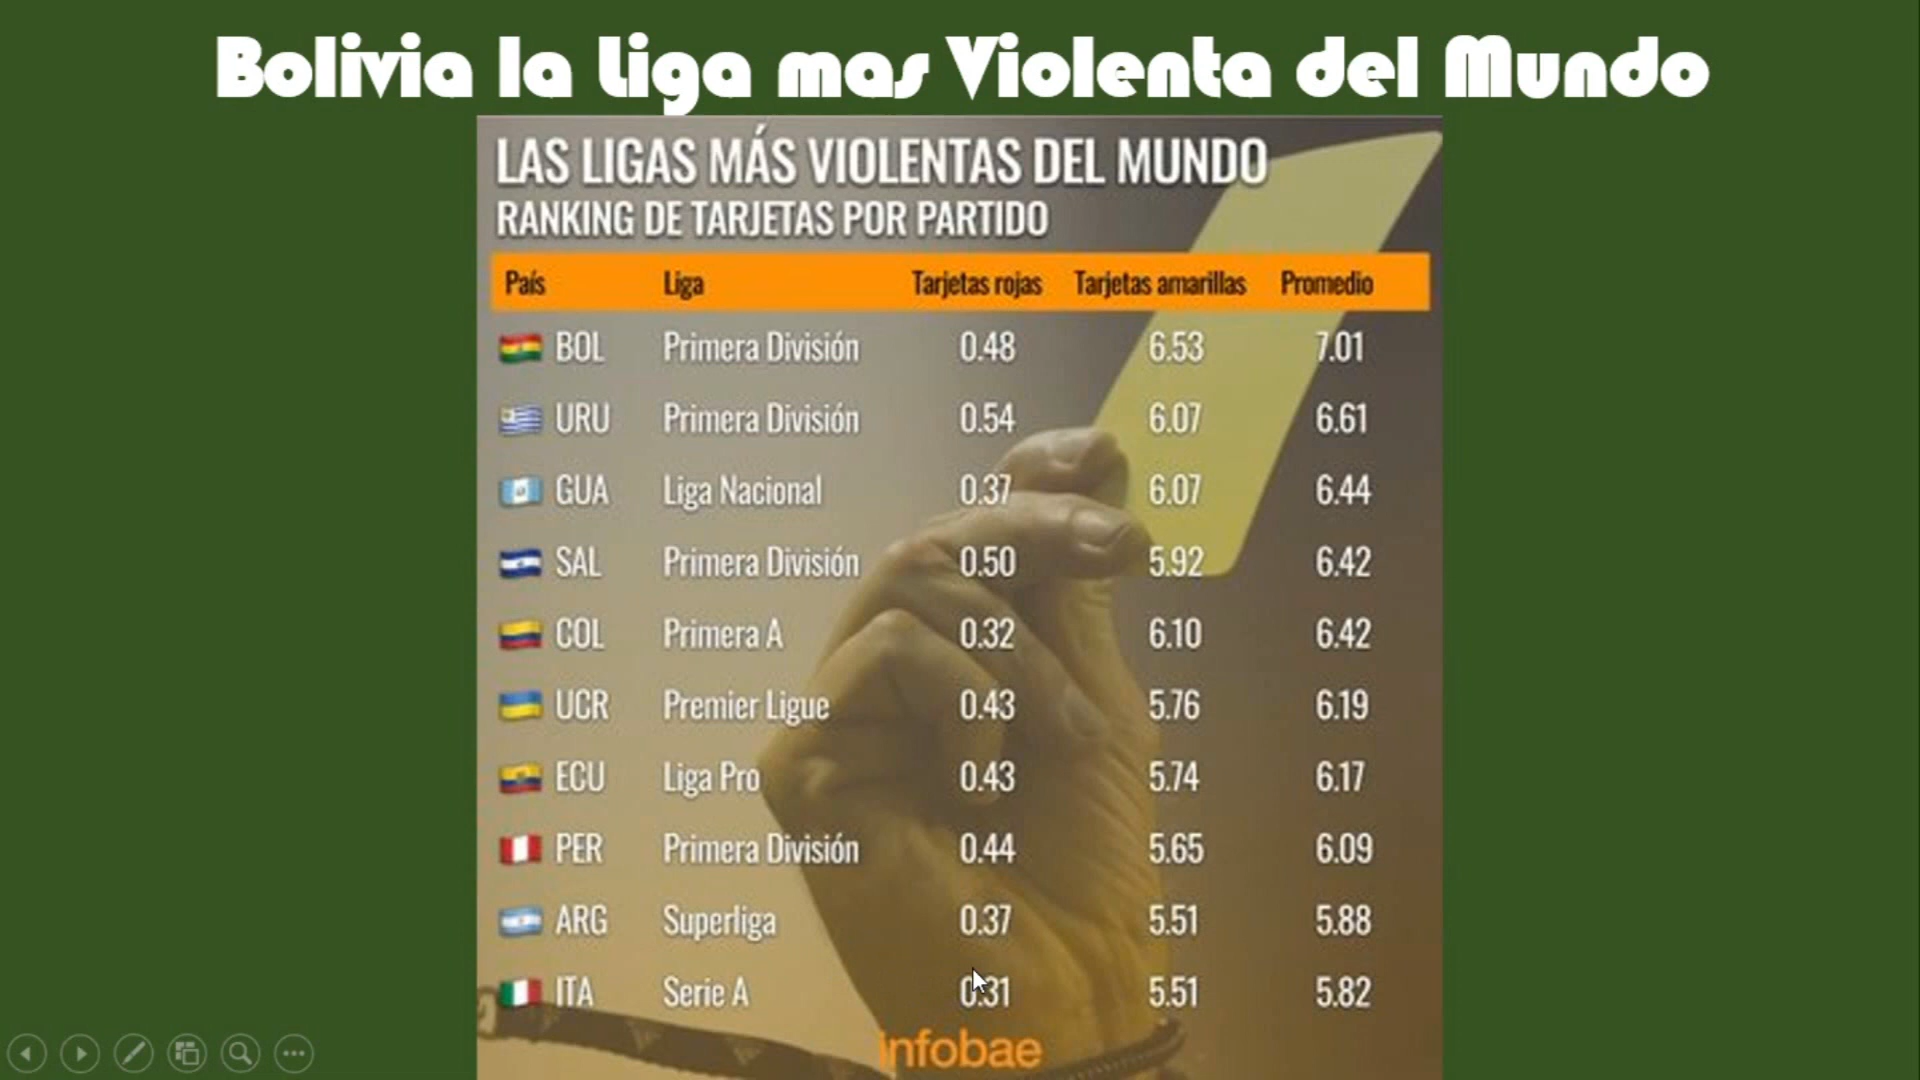 Bolivia la Liga mas Violenta del Mundo
LAS LIGAS MÁS VIOLENTAS DEL MUNDO
RANKING DE TARJETAS POR PARTIDO
País Liga Tarjetas rojas Tarjetas amarillas Promedio
BOL Primera División 0.48 6.53 7.01
URU Primera División 0.54 6.07 6.61
GUA Liga Nacional 0.37 6.07 6.44
SAL Primera División 0.50 5.92 6.42
COL Primera A 0.32 6.10 6.42
UCR Premier Ligue 0.43 5.76 6.19
ECU Liga Pro 0.43 5.74 6.17
PER Primera División 0.44 5.65 6.09
ARG Superliga 0.37 5.51 5.88
ITA Serie A 0.31 5.51 5.82
infobae